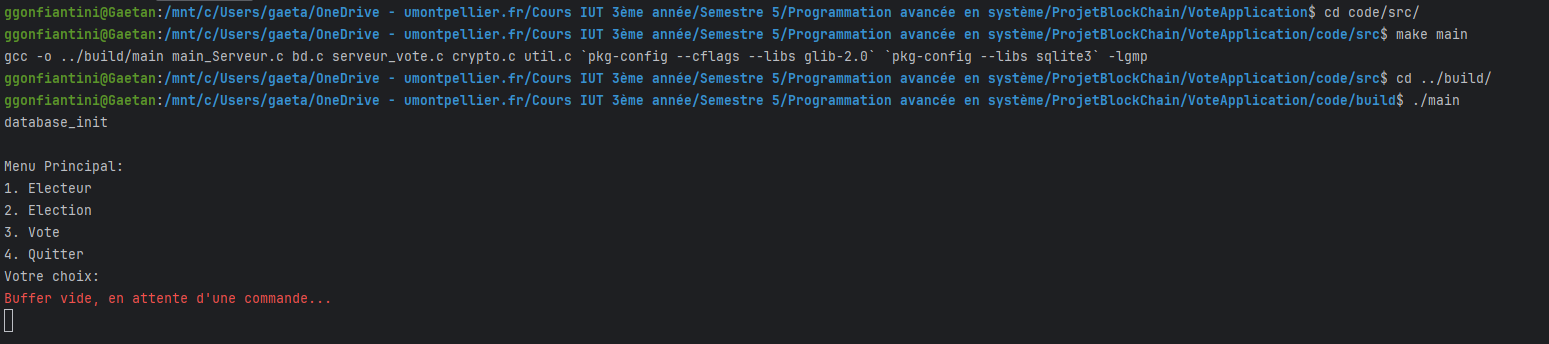 ggonfiantini@Gaetan:/mnt/c/Users/gaeta/OneDrive - umontpellier.fr/Cours IUT 3ème année/Semestre 5/Programmation avancée en système/ProjetBlockChain/VoteApplication$ cd code/src/
ggonfiantini@Gaetan:/mnt/c/Users/gaeta/OneDrive - umontpellier.fr/Cours IUT 3ème année/Semestre 5/Programmation avancée en système/ProjetBlockChain/VoteApplication/code/src$ make main
gcc -o ../build/main main_Serveur.c bd.c serveur_vote.c crypto.c util.c `pkg-config --cflags --libs glib-2.0` `pkg-config --libs sqlite3` -lgmp
ggonfiantini@Gaetan:/mnt/c/Users/gaeta/OneDrive - umontpellier.fr/Cours IUT 3ème année/Semestre 5/Programmation avancée en système/ProjetBlockChain/VoteApplication/code/src$ cd ../build/
ggonfiantini@Gaetan:/mnt/c/Users/gaeta/OneDrive - umontpellier.fr/Cours IUT 3ème année/Semestre 5/Programmation avancée en système/ProjetBlockChain/VoteApplication/code/build$ ./main
database_init
Menu Principal:
1. Electeur
2. Election
3. Vote
4. Quitter
Votre choix:
Buffer vide, en attente d'une commande...